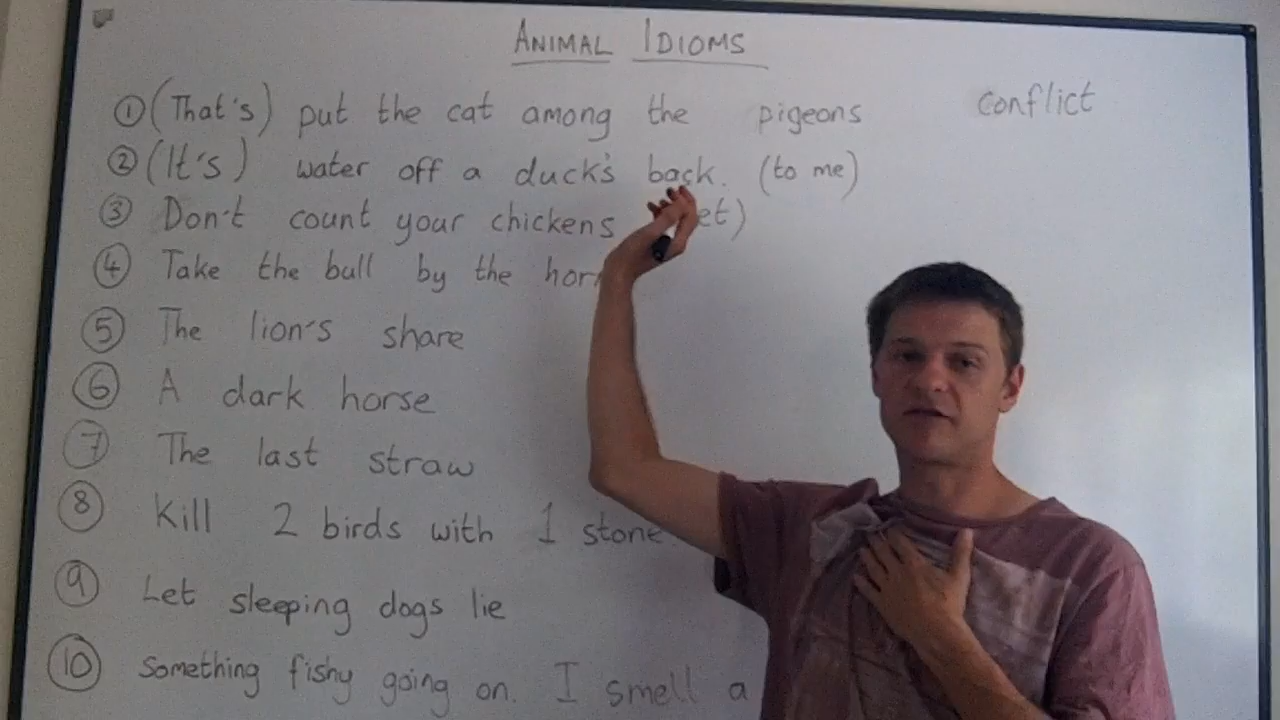 ANIMAL IDIOMS
① (That's) put the cat among the pigeons conflict
② (It's) water off a duck's back. (to me)
③ Don't count your chickens et)
④ Take the bull by the hor
⑤ The lion's share
⑥ A dark horse
⑦ The last straw
⑧ Kill 2 birds with 1 stone
⑨ Let sleeping dogs lie
⑩ Something fishy going on. I smell a